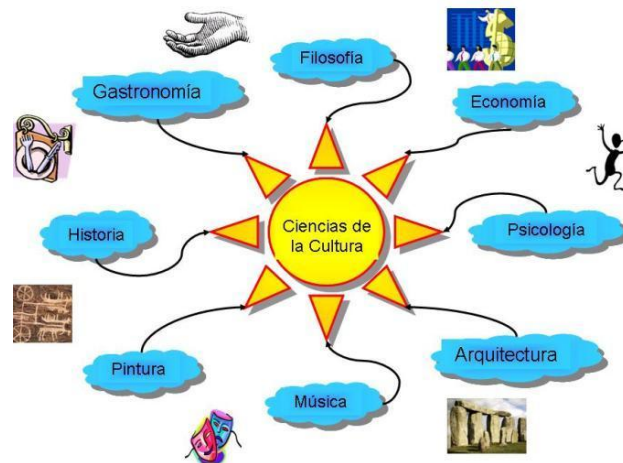 Filosofía
Gastronomía
Economía
Historia
Ciencias de
la Cultura
Psicología
Pintura
Música
Arquitectura